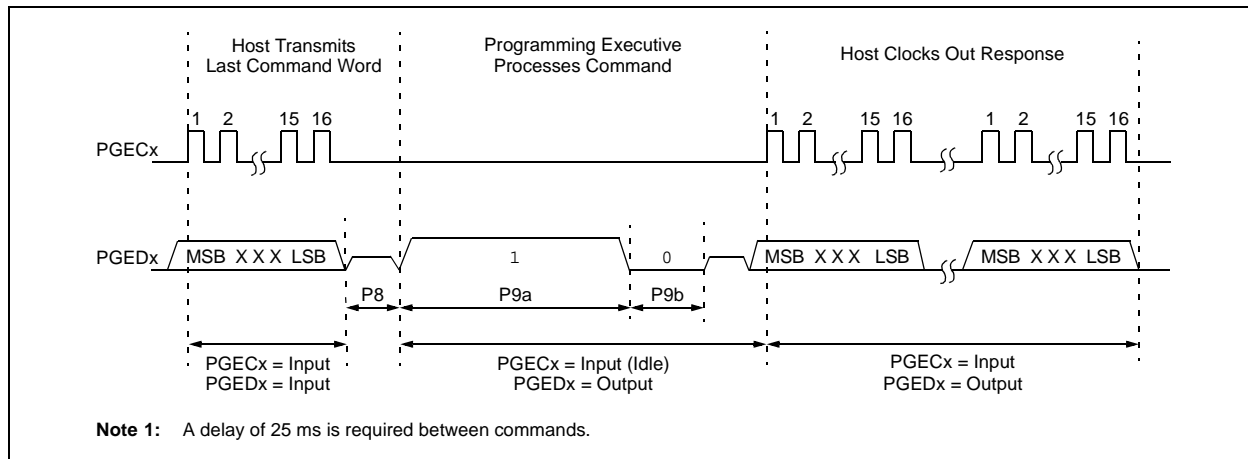 Host Transmits
Last Command Word
Programming Executive
Processes Command
Host Clocks Out Response
1 2 15 16 1 2 15 16 1 2 15 16
PGECx
PGEDx
MSB X X X LSB 1 0 MSB X X X LSB MSB X X X LSB
P8 P9a P9b
PGECx = Input
PGEDx = Input
PGECx = Input (Idle)
PGEDx = Output
PGECx = Input
PGEDx = Output
Note 1: A delay of 25 ms is required between commands.